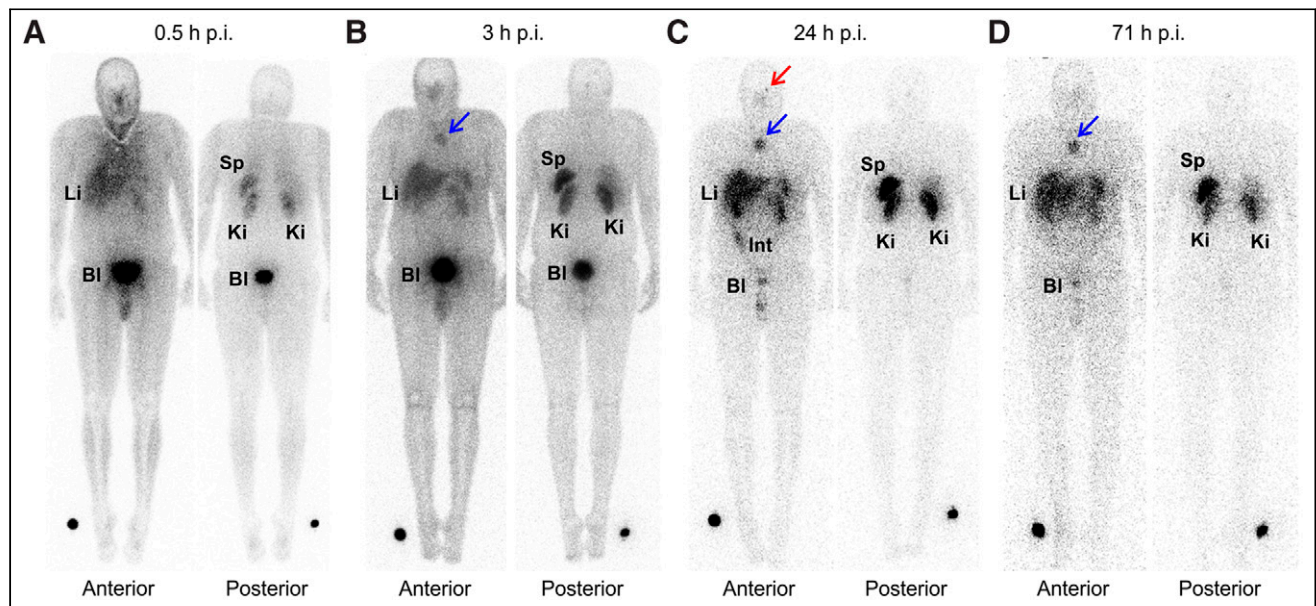 A 0.5 h p.i. B 3 h p.i. C 24 h p.i. D 71 h p.i.
Sp Sp Sp Sp
Li Li Li Li
Ki Ki Ki Ki Ki Ki Ki Ki
Int
Bl Bl Bl Bl Bl Bl
Anterior Posterior Anterior Posterior Anterior Posterior Anterior Posterior